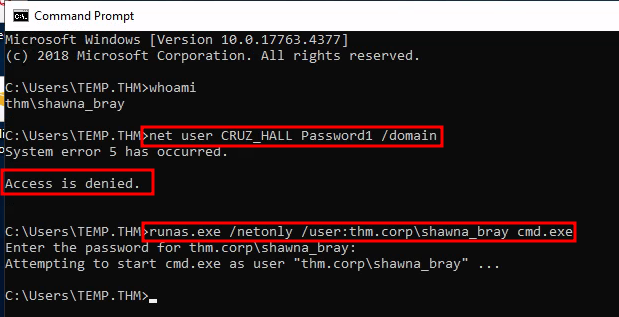 Command Prompt
Microsoft Windows [Version 10.0.17763.4377]
(c) 2018 Microsoft Corporation. All rights reserved.
C:\Users\TEMP.THM>whoami
thm\shawna_bray
C:\Users\TEMP.THM>net user CRUZ_HALL Password1 /domain
System error 5 has occurred.
Access is denied.
C:\Users\TEMP.THM>runas.exe /netonly /user:thm.corp\shawna_bray cmd.exe
Enter the password for thm.corp\shawna_bray:
Attempting to start cmd.exe as user "thm.corp\shawna_bray" ...
C:\Users\TEMP.THM>